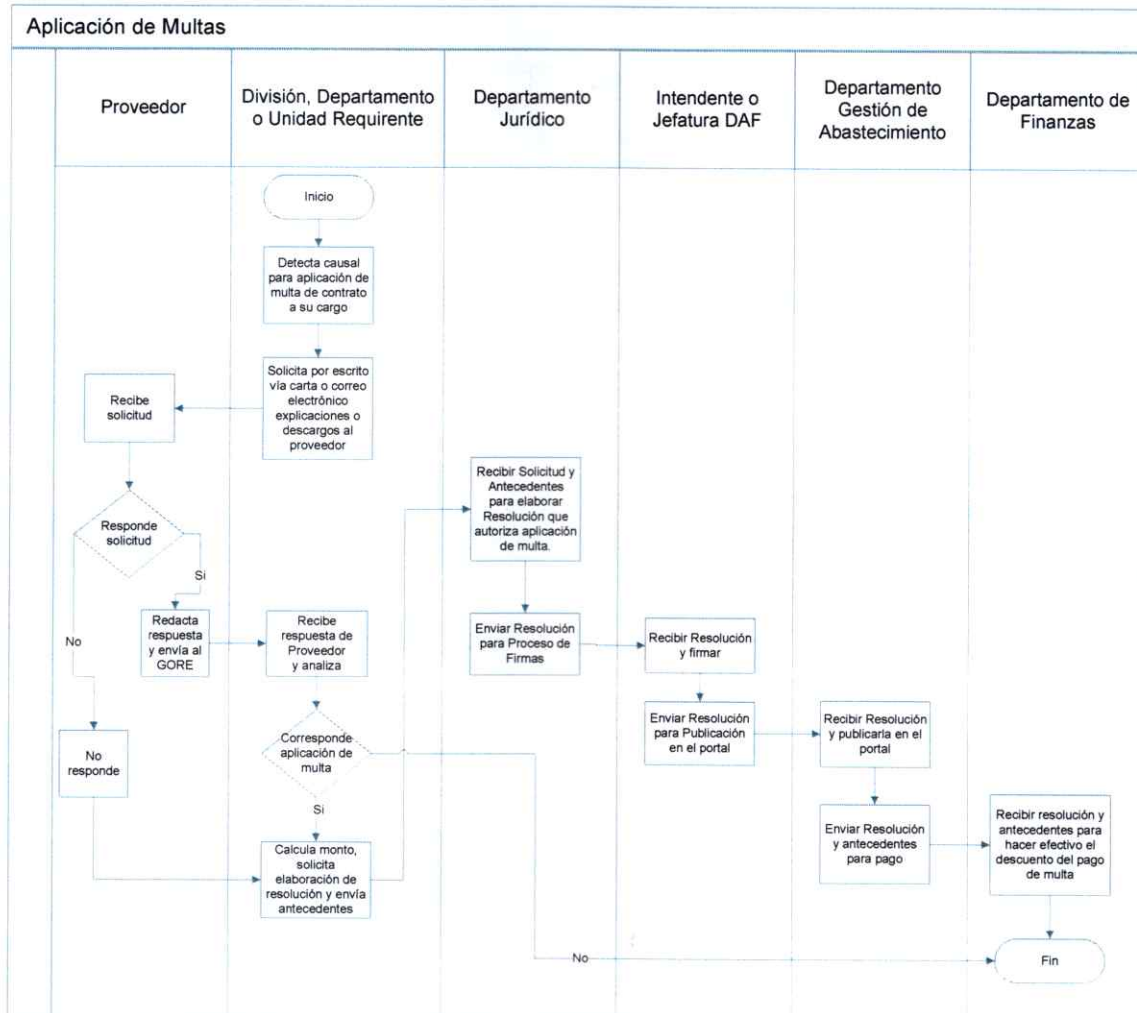 Aplicación de Multas
Proveedor
División, Departamento
o Unidad Requirente
Departamento
Jurídico
Intendente o
Jefatura DAF
Departamento
Gestión de
Abastecimiento
Departamento de
Finanzas
Inicio
Detecta causal
para aplicación de
multa de contrato
a su cargo
Solicita por escrito
vía carta o correo
electrónico
explicaciones o
descargos al
proveedor
Recibe
solicitud
Responde
solicitud
Si
No
Redacta
respuesta
y envía al
GORE
Recibe
respuesta de
Proveedor
y analiza
No
responde
Corresponde
aplicación de
multa
Si
Calcula monto,
solicita
elaboración de
resolución y envía
antecedentes
Recibir Solicitud y
Antecedentes
para elaborar
Resolución que
autoriza aplicación
de multa.
Enviar Resolución
para Proceso de
Firmas
Recibir Resolución
y firmar
Enviar Resolución
para Publicación
en el portal
Recibir Resolución
y publicarla en el
portal
Enviar Resolución
y antecedentes
para pago
Recibir resolución y
antecedentes para
hacer efectivo el
descuento del pago
de multa
No
Fin